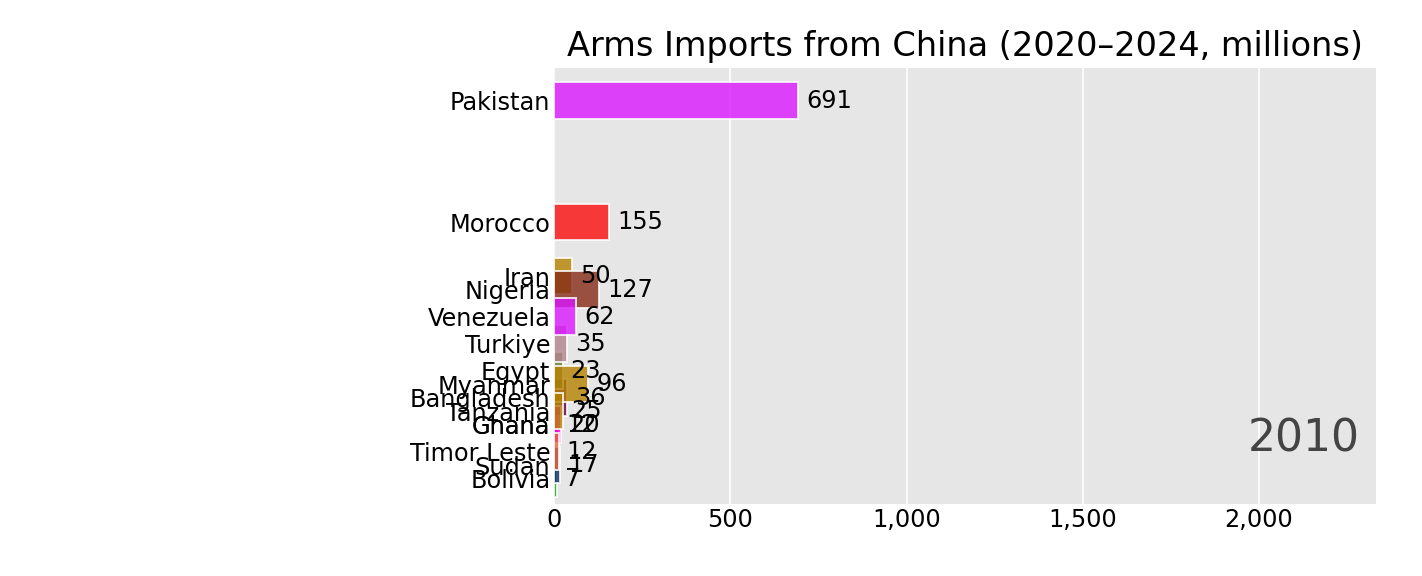 Arms Imports from China (2020–2024, millions)
Pakistan 691
Morocco 155
Iran 50
Nigeria 127
Venezuela 62
Turkiye 35
Egypt 23
Myanmar 96
Bangladesh 36
Tanzania 25
Ghana 20
Timor Leste 12
Sudan 17
Bolivia 7
2010
0 500 1,000 1,500 2,000